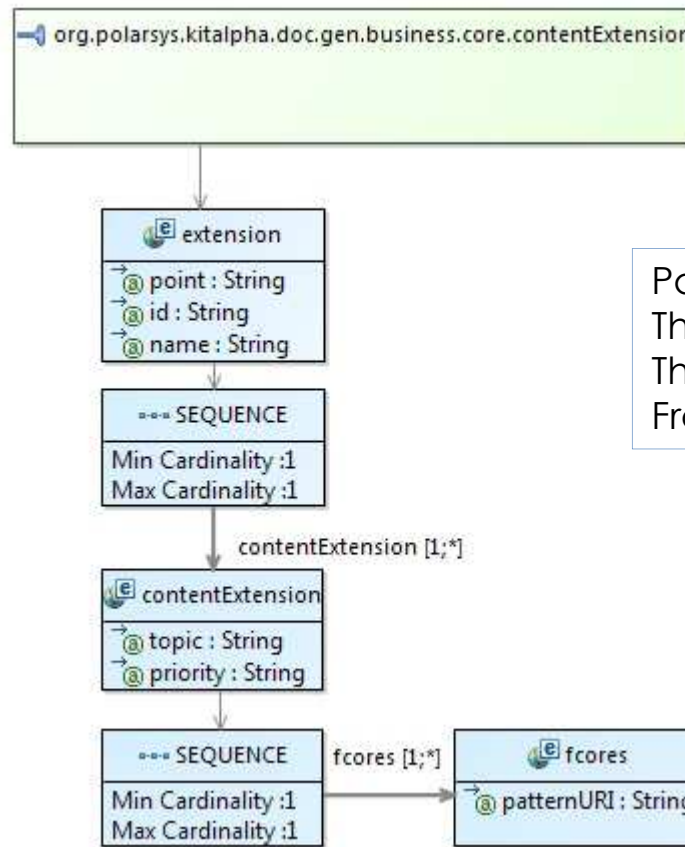 org.polarsys.kitalpha.doc.gen.business.core.contentExtension
extension
point : String
id : String
name : String
SEQUENCE
Min Cardinality :1
Max Cardinality :1
contentExtension [1;*]
contentExtension
topic : String
priority : String
SEQUENCE
Min Cardinality :1
Max Cardinality :1
fcores [1;*]
fcores
patternURI : String